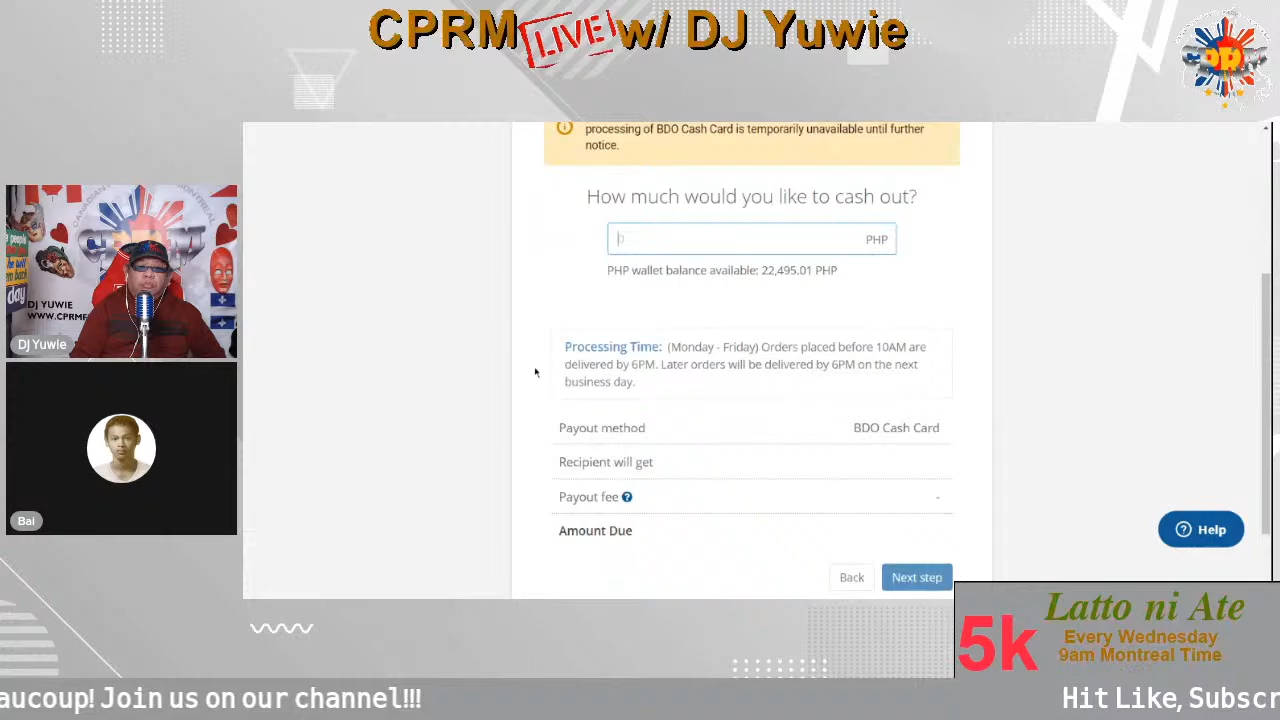 CPRM LIVE w/ DJ Yuwie
CPRM
processing of BDO Cash Card is temporarily unavailable until further
notice.
How much would you like to cash out?
0
PHP
PHP wallet balance available: 22,495.01 PHP
Processing Time: (Monday - Friday) Orders placed before 10AM are
delivered by 6PM. Later orders will be delivered by 6PM on the next
business day.
Payout method
BDO Cash Card
Recipient will get
Payout fee ?
-
Amount Due
Back
Next step
? Help
DJ YUWIE
DJ Yuwie
Bai
5k
Latto ni Ate
Every Wednesday
9am Montreal Time
aucoup! Join us on our channel!!!
Hit Like, Subscr